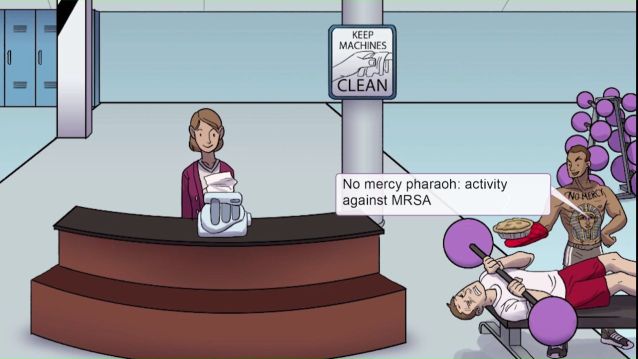 KEEP
MACHINES
CLEAN
No mercy pharaoh: activity
against MRSA
NO MERCY